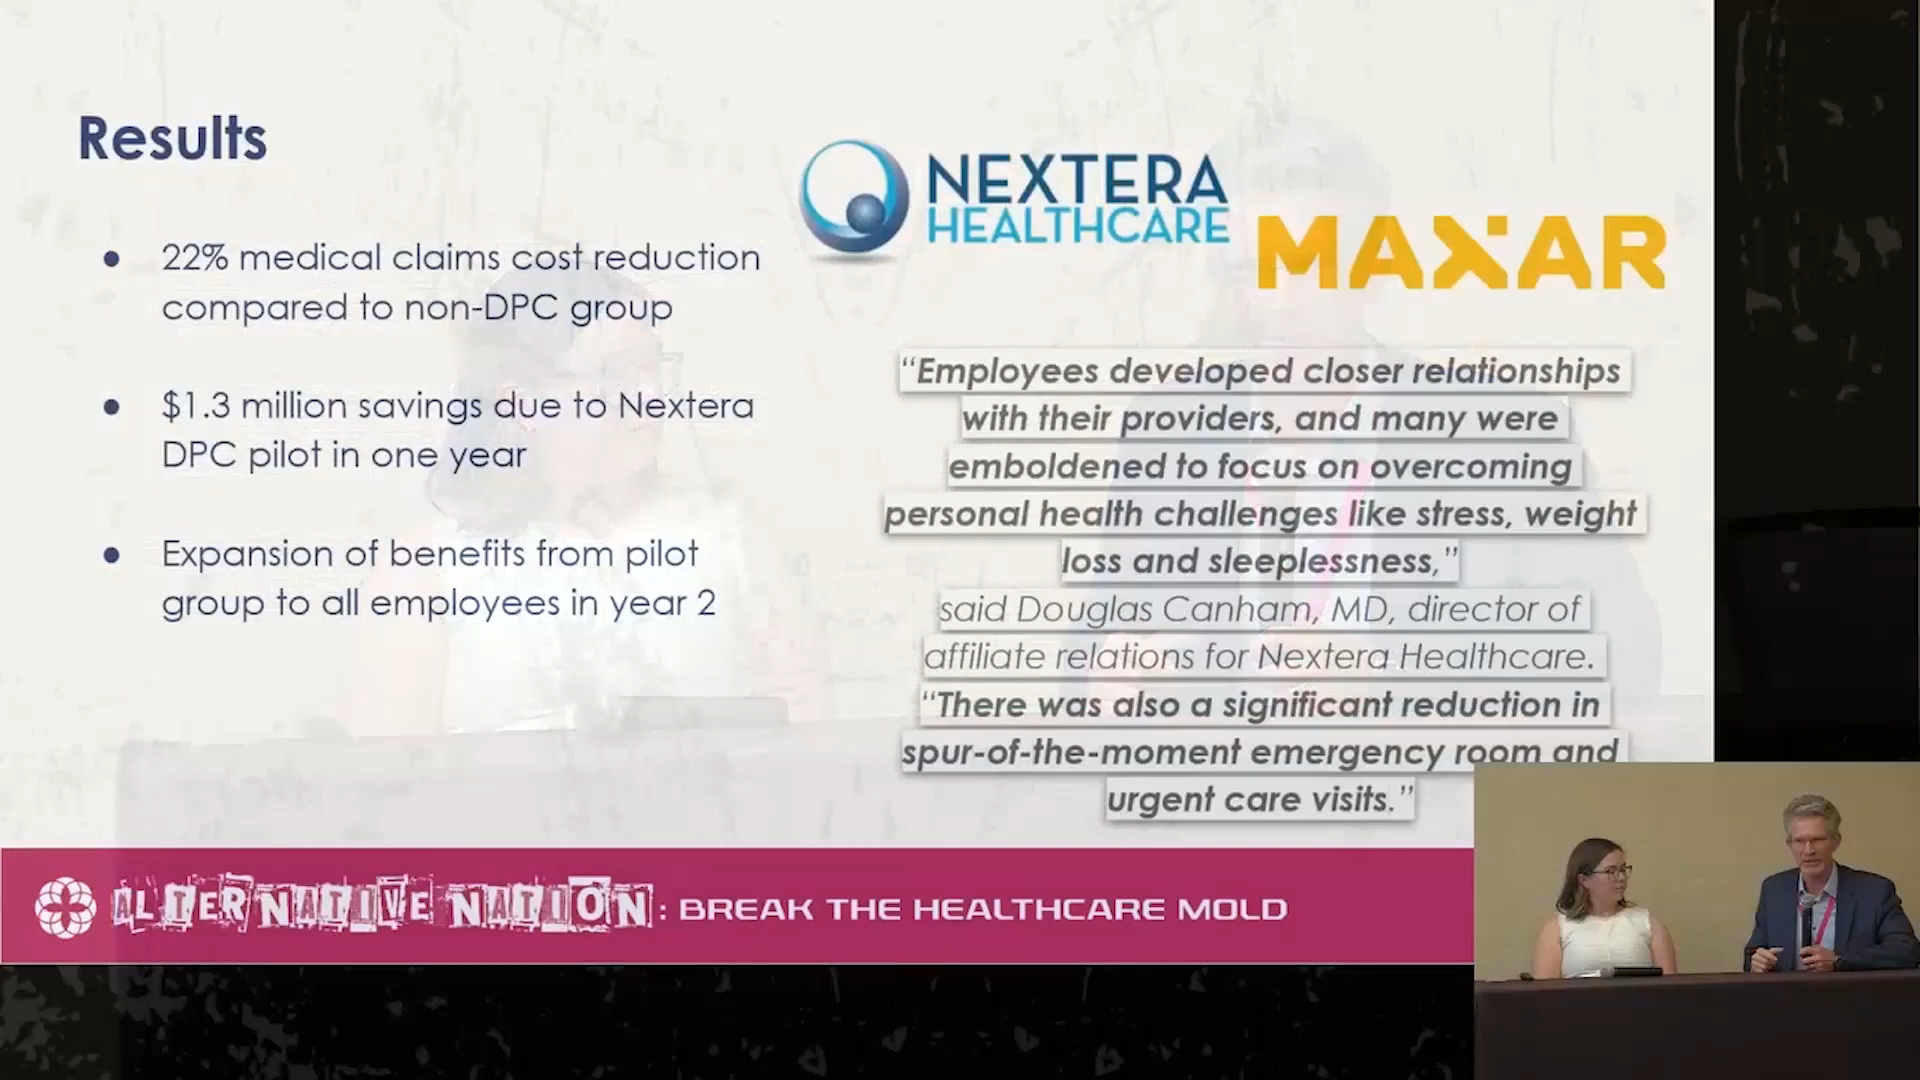 Results
22% medical claims cost reduction
compared to non-DPC group
$1.3 million savings due to Nextera
DPC pilot in one year
Expansion of benefits from pilot
group to all employees in year 2
NEXTERA
HEALTHCARE
MAXAR
“Employees developed closer relationships
with their providers, and many were
emboldened to focus on overcoming
personal health challenges like stress, weight
loss and sleeplessness,”
said Douglas Canham, MD, director of
affiliate relations for Nextera Healthcare.
“There was also a significant reduction in
spur-of-the-moment emergency room and
urgent care visits.”
ALTERNATIVE NATION: BREAK THE HEALTHCARE MOLD